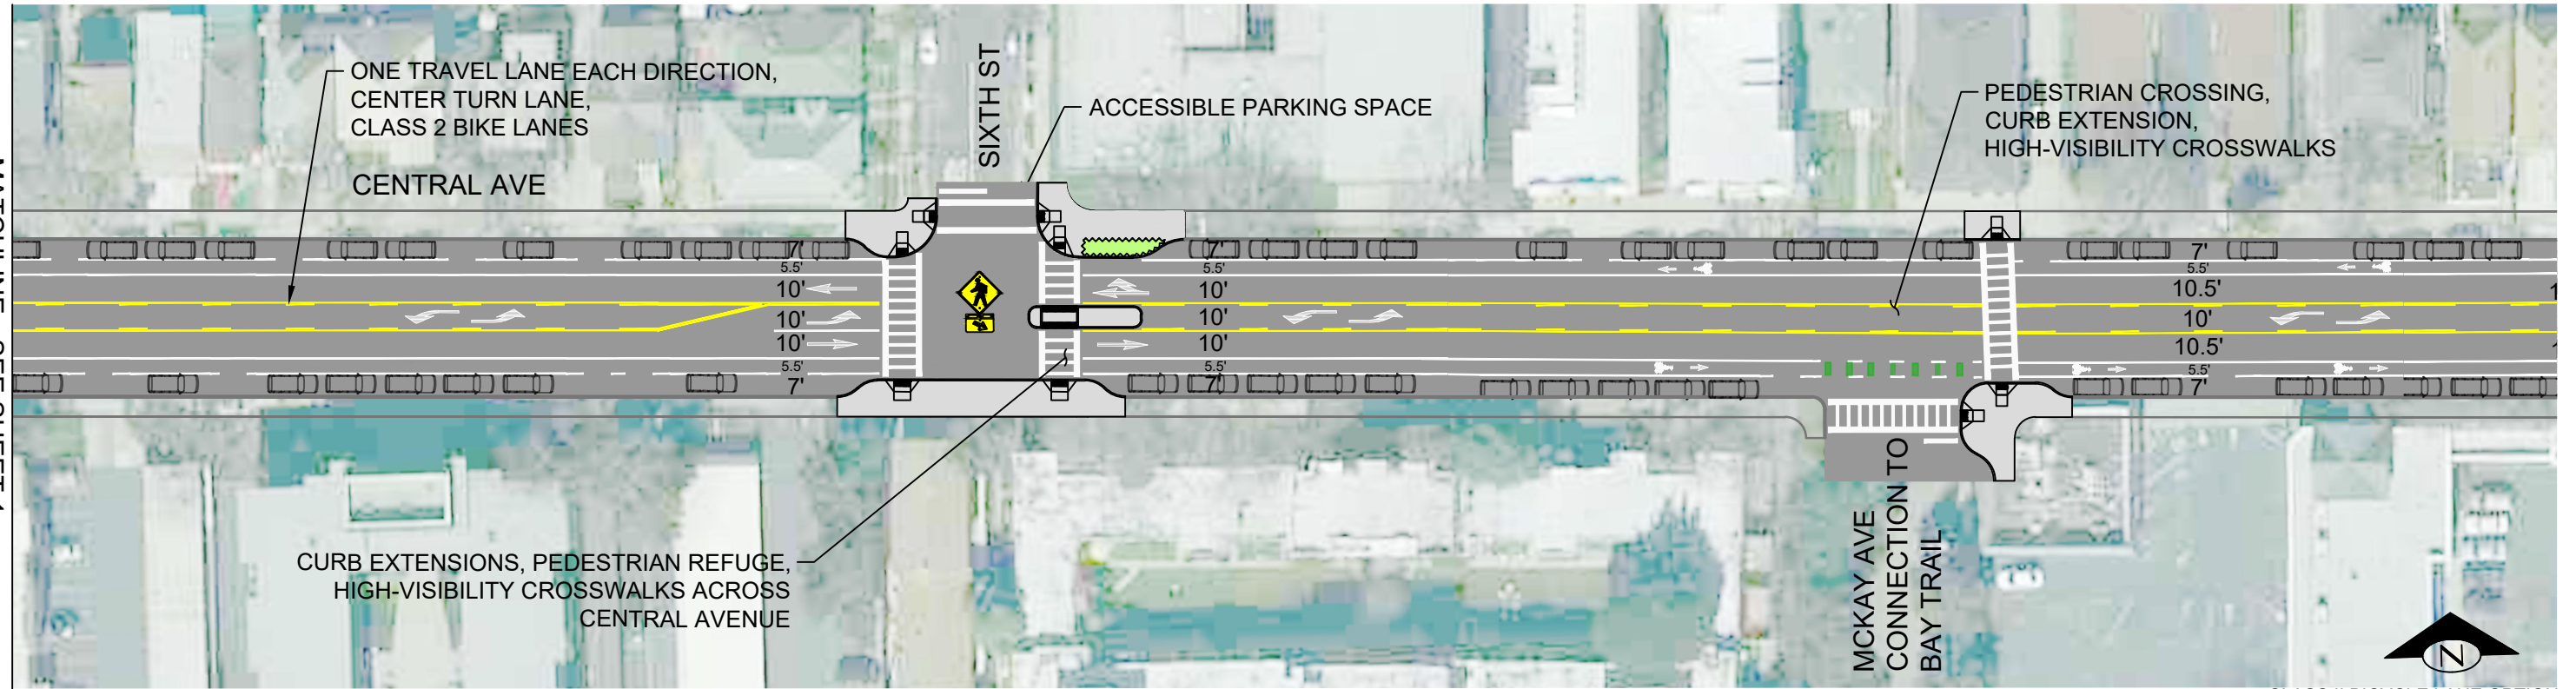 ONE TRAVEL LANE EACH DIRECTION,
CENTER TURN LANE,
CLASS 2 BIKE LANES
CENTRAL AVE
SIXTH ST
ACCESSIBLE PARKING SPACE
PEDESTRIAN CROSSING,
CURB EXTENSION,
HIGH-VISIBILITY CROSSWALKS
7'
5.5'
10'
10'
10'
5.5'
7'
7'
5.5'
10'
10'
10'
5.5'
7'
7'
5.5'
10.5'
10'
10.5'
5.5'
7'
CURB EXTENSIONS, PEDESTRIAN REFUGE,
HIGH-VISIBILITY CROSSWALKS ACROSS
CENTRAL AVENUE
MCKAY AVE
CONNECTION TO
BAY TRAIL
N